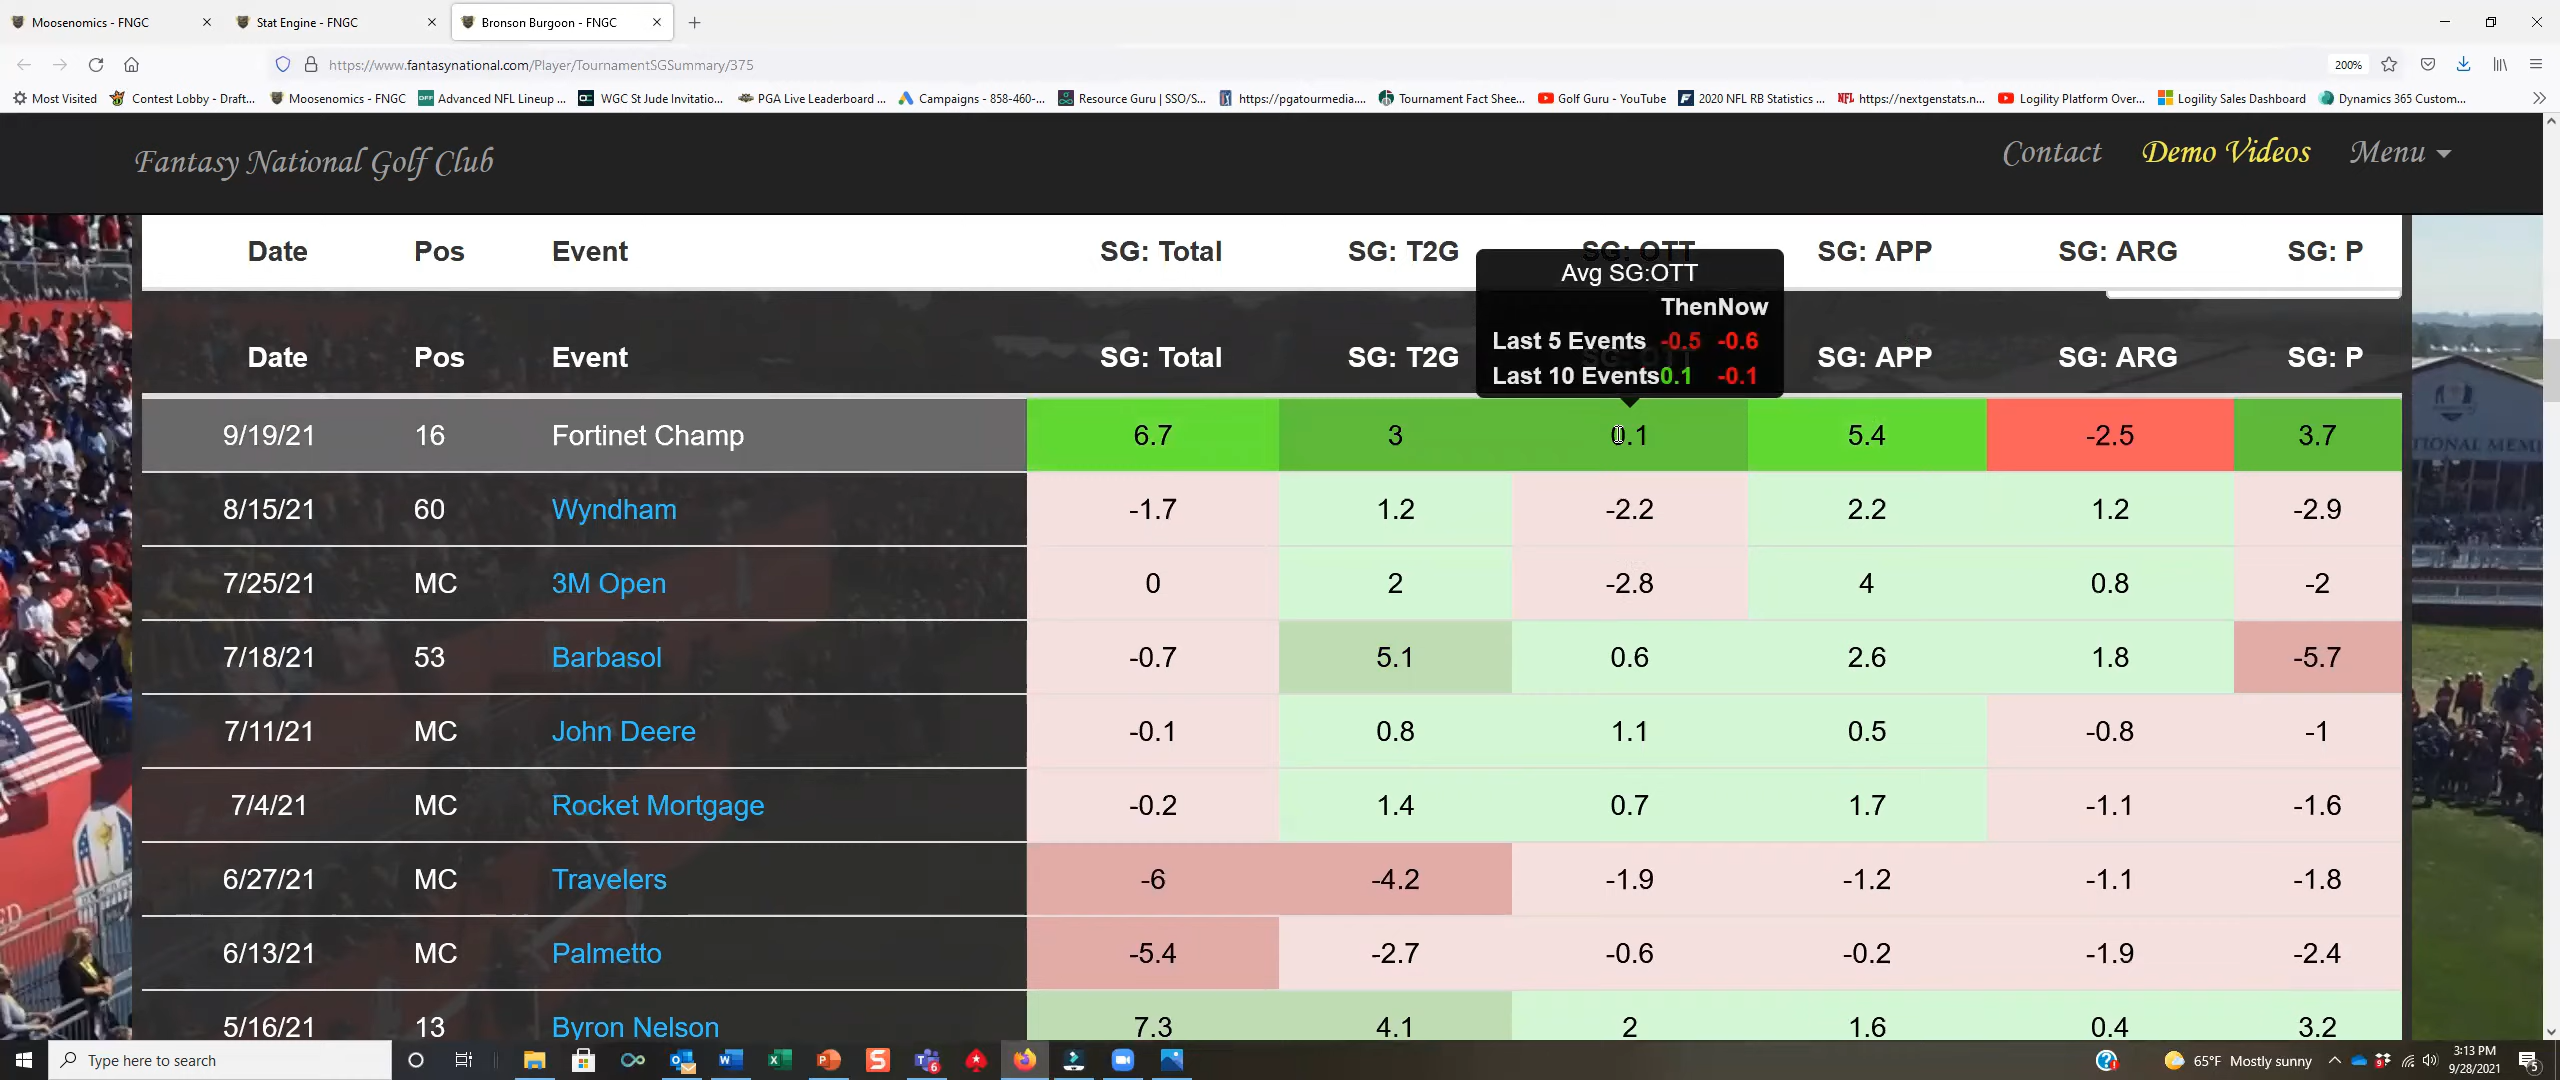 Moosenomics - FNGC
Stat Engine - FNGC
Bronson Burgoon - FNGC
https://www.fantasynational.com/Player/TournamentSGSummary/375
200%
Most Visited
Contest Lobby - Draft...
Moosenomics - FNGC
Advanced NFL Lineup ...
WGC St Jude Invitatio...
PGA Live Leaderboard ...
Campaigns - 858-460-...
Resource Guru | SSO/S...
https://pgatourmedia....
Tournament Fact Shee...
Golf Guru - YouTube
2020 NFL RB Statistics ...
https://nextgenstats.n...
Logility Platform Over...
Logility Sales Dashboard
Dynamics 365 Custom...
Fantasy National Golf Club
Contact
Demo Videos
Menu
Date Pos Event SG: Total SG: T2G SG: OTT SG: APP SG: ARG SG: P
Avg SG:OTT
ThenNow
Last 5 Events -0.5 -0.6
Last 10 Events0.1 -0.1
Date Pos Event SG: Total SG: T2G SG: OTT SG: APP SG: ARG SG: P
9/19/21 16 Fortinet Champ 6.7 3 0.1 5.4 -2.5 3.7
8/15/21 60 Wyndham -1.7 1.2 -2.2 2.2 1.2 -2.9
7/25/21 MC 3M Open 0 2 -2.8 4 0.8 -2
7/18/21 53 Barbasol -0.7 5.1 0.6 2.6 1.8 -5.7
7/11/21 MC John Deere -0.1 0.8 1.1 0.5 -0.8 -1
7/4/21 MC Rocket Mortgage -0.2 1.4 0.7 1.7 -1.1 -1.6
6/27/21 MC Travelers -6 -4.2 -1.9 -1.2 -1.1 -1.8
6/13/21 MC Palmetto -5.4 -2.7 -0.6 -0.2 -1.9 -2.4
5/16/21 13 Byron Nelson 7.3 4.1 2 1.6 0.4 3.2
Type here to search
65°F Mostly sunny
3:13 PM
9/28/2021